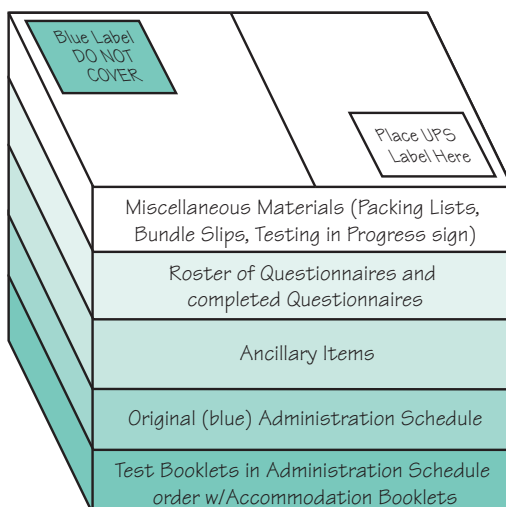 Blue Label
DO NOT
COVER
Place UPS
Label Here
Miscellaneous Materials (Packing Lists,
Bundle Slips, Testing in Progress sign)
Roster of Questionnaires and
completed Questionnaires
Ancillary Items
Original (blue) Administration Schedule
Test Booklets in Administration Schedule
order w/Accommodation Booklets